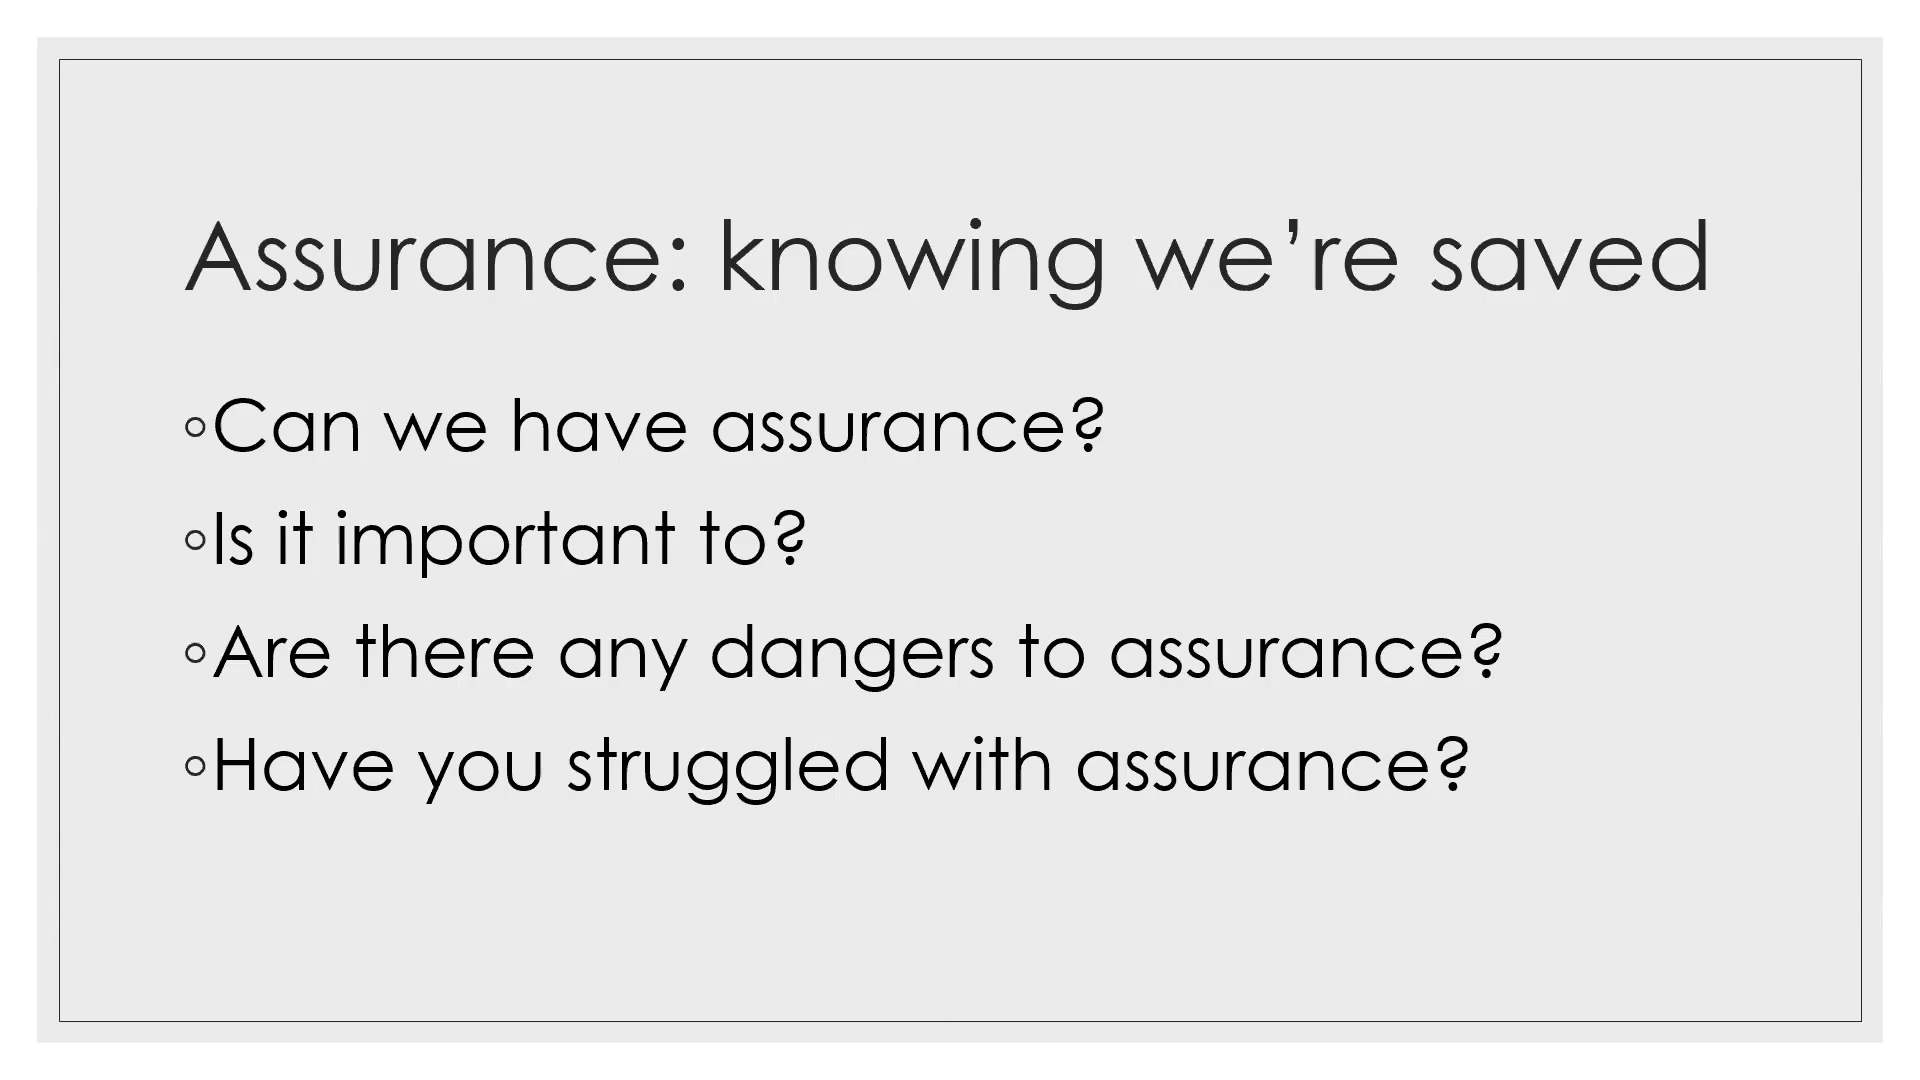 Assurance: knowing we’re saved
◦Can we have assurance?
◦Is it important to?
◦Are there any dangers to assurance?
◦Have you struggled with assurance?